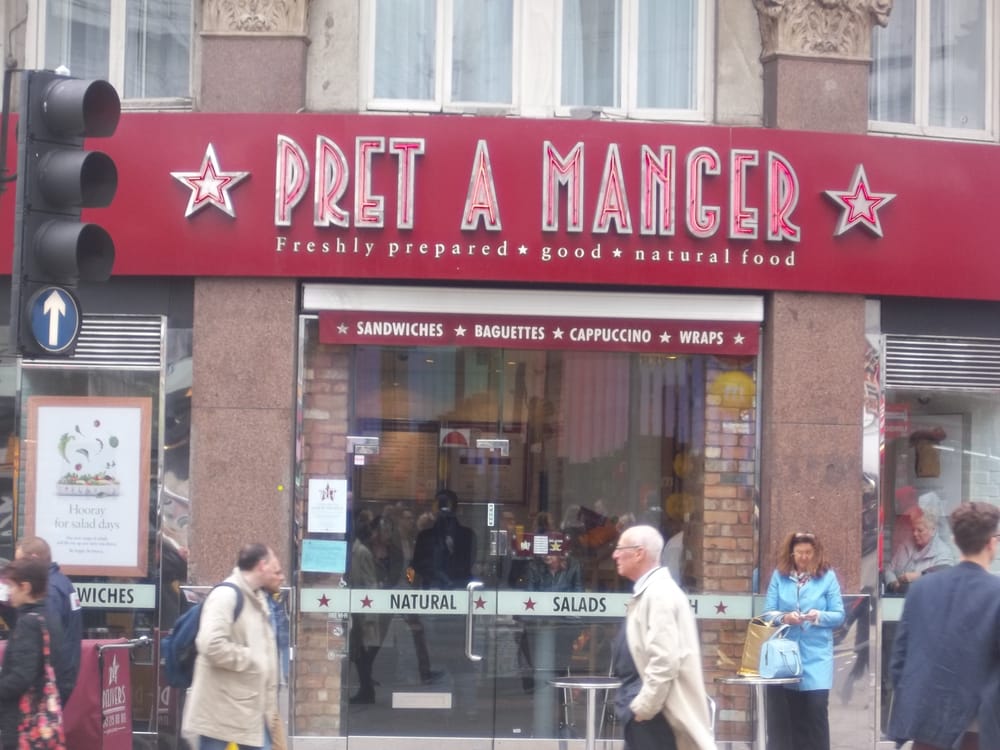 PRET A MANGER
Freshly prepared ★ good ★ natural food
★ SANDWICHES ★ BAGUETTES ★ CAPPUCCINO ★ WRAPS ★
Hooray
for salad days
WICHES
★ ★ NATURAL ★ ★ SALADS ★